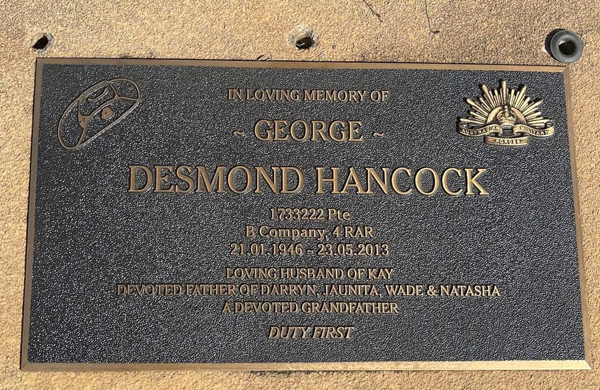 IN LOVING MEMORY OF
~ GEORGE ~
DESMOND HANCOCK
1733222 Pte
B Company, 4 RAR
21.01.1946 ~ 23.05.2013
LOVING HUSBAND OF KAY
DEVOTED FATHER OF DARRYN, JAUNITA, WADE & NATASHA
A DEVOTED GRANDFATHER
DUTY FIRST